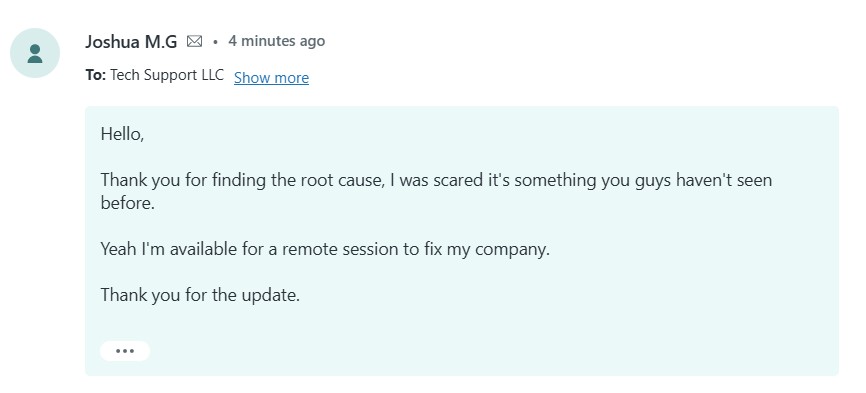 Joshua M.G • 4 minutes ago
To: Tech Support LLC Show more
Hello,
Thank you for finding the root cause, I was scared it's something you guys haven't seen
before.
Yeah I'm available for a remote session to fix my company.
Thank you for the update.
•••